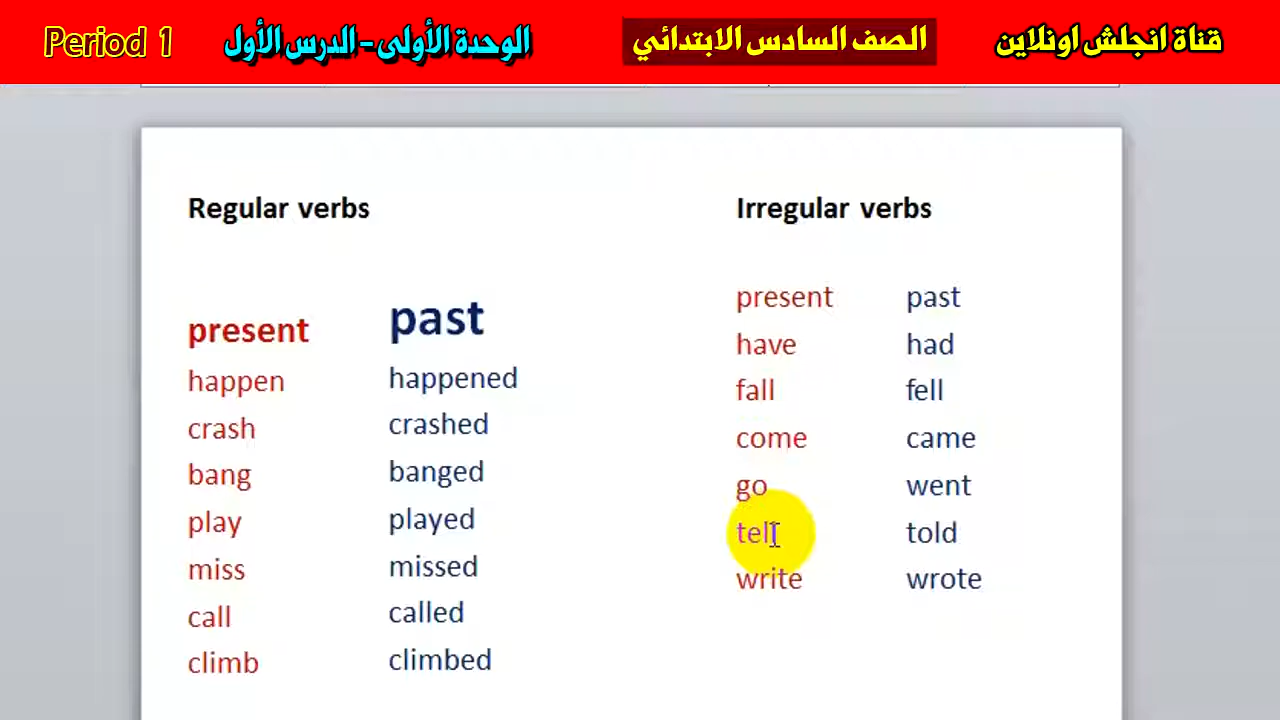 قناة انجلش اونلاين الصف السادس الابتدائي الوحدة الأولى - الدرس الأول Period 1
Regular verbs Irregular verbs
present past
have had
fall fell
come came
go went
tell told
write wrote
present past
happen happened
crash crashed
bang banged
play played
miss missed
call called
climb climbed